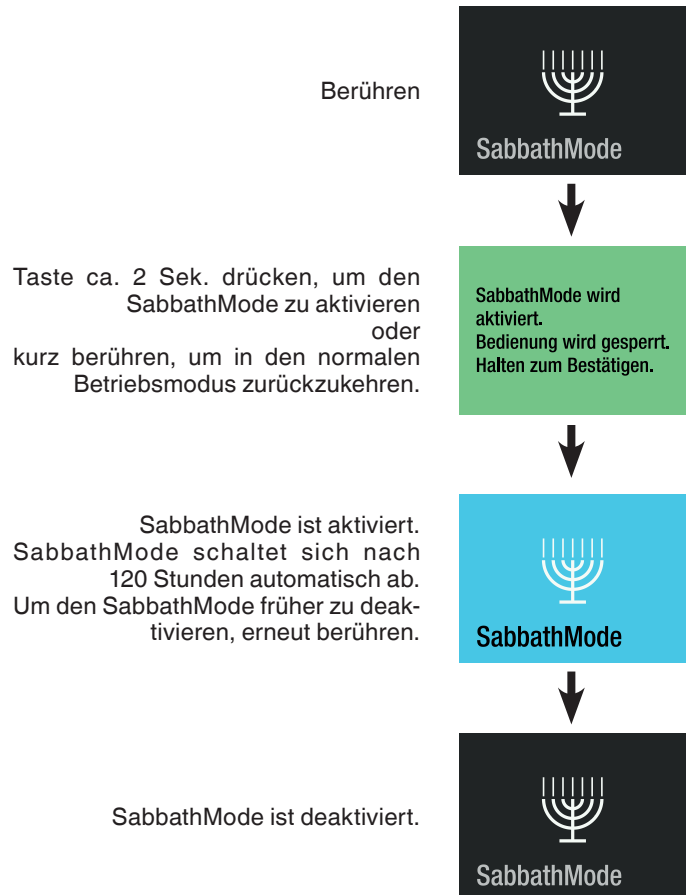 Berühren
SabbathMode
Taste ca. 2 Sek. drücken, um den
SabbathMode zu aktivieren
oder
kurz berühren, um in den normalen
Betriebsmodus zurückzukehren.
SabbathMode wird
aktiviert.
Bedienung wird gesperrt.
Halten zum Bestätigen.
SabbathMode ist aktiviert.
SabbathMode schaltet sich nach
120 Stunden automatisch ab.
Um den SabbathMode früher zu deak-
tivieren, erneut berühren.
SabbathMode
SabbathMode ist deaktiviert.
SabbathMode